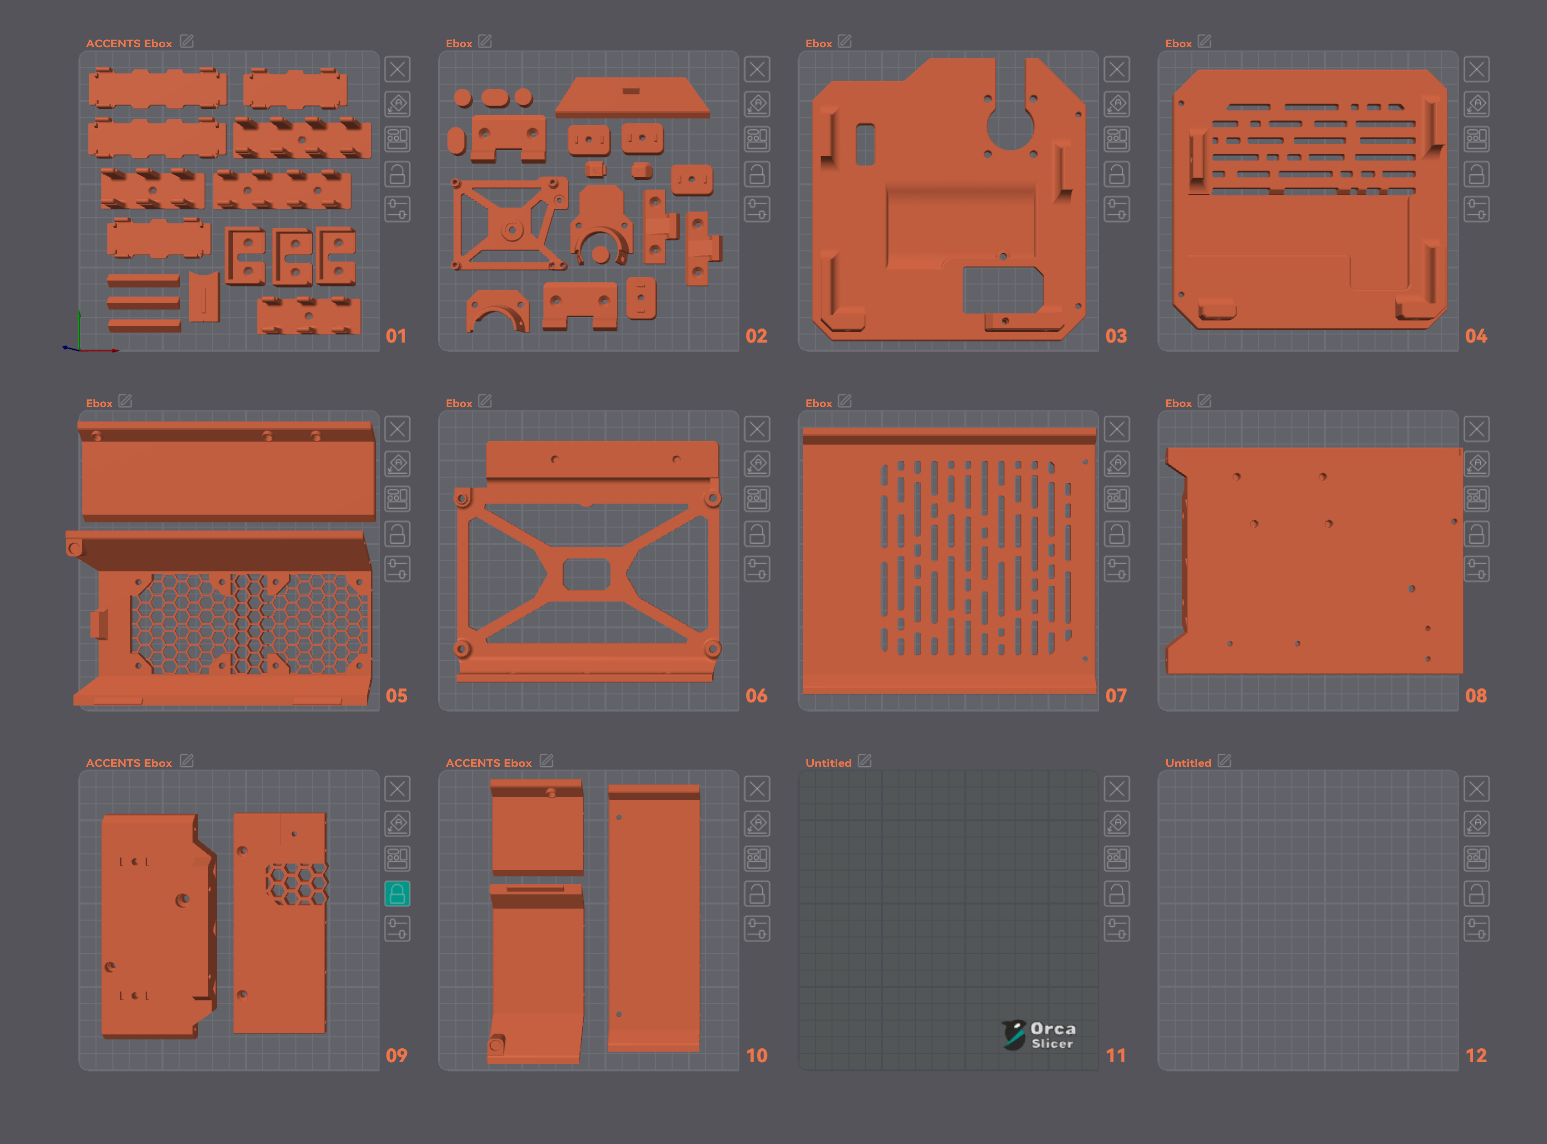 ACCENTS Ebox
Ebox
Ebox
Ebox
01
02
03
04
Ebox
Ebox
Ebox
Ebox
05
06
07
08
ACCENTS Ebox
ACCENTS Ebox
Untitled
Untitled
Orca
Slicer
09
10
11
12